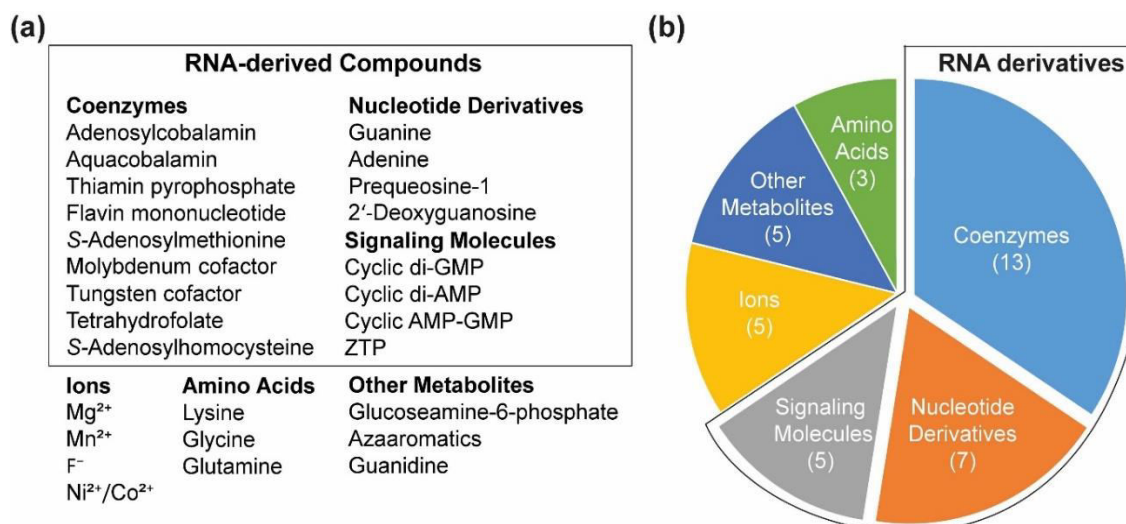 (a)
RNA-derived Compounds
Coenzymes
Adenosylcobalamin
Aquacobalamin
Thiamin pyrophosphate
Flavin mononucleotide
S-Adenosylmethionine
Molybdenum cofactor
Tungsten cofactor
Tetrahydrofolate
S-Adenosylhomocysteine
Nucleotide Derivatives
Guanine
Adenine
Prequeosine-1
2‘-Deoxyguanosine
Signaling Molecules
Cyclic di-GMP
Cyclic di-AMP
Cyclic AMP-GMP
ZTP
Ions
Mg²⁺
Mn²⁺
F⁻
Ni²⁺/Co²⁺
Amino Acids
Lysine
Glycine
Glutamine
Other Metabolites
Glucoseamine-6-phosphate
Azaaromatics
Guanidine
(b)
RNA derivatives
Amino
Acids
(3)
Other
Metabolites
(5)
Coenzymes
(13)
Ions
(5)
Signaling
Molecules
(5)
Nucleotide
Derivatives
(7)